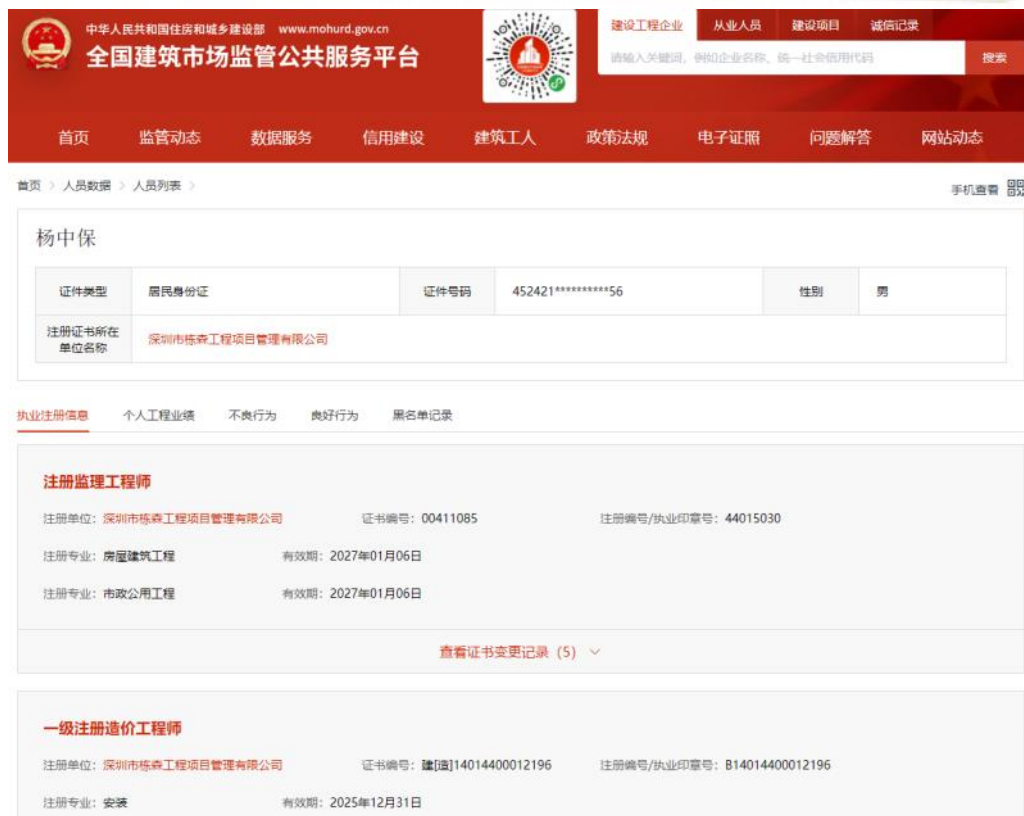 中华人民共和国住房和城乡建设部 www.mohurd.gov.cn
全国建筑市场监管公共服务平台
建设工程企业 从业人员 建设项目 诚信记录
请输入关键词，例如企业名称、统一社会信用代码 搜索
首页 监管动态 数据服务 信用建设 建筑工人 政策法规 电子证照 问题解答 网站动态
首页 > 人员数据 > 人员列表 >
手机查看
杨中保
证件类型 居民身份证 证件号码 452421**********56 性别 男
注册证书所在
单位名称
深圳市栋森工程项目管理有限公司
执业注册信息 个人工程业绩 不良行为 良好行为 黑名单记录
注册监理工程师
注册单位：深圳市栋森工程项目管理有限公司 证书编号：00411085 注册编号/执业印章号：44015030
注册专业：房屋建筑工程 有效期：2027年01月06日
注册专业：市政公用工程 有效期：2027年01月06日
查看证书变更记录（5）
一级注册造价工程师
注册单位：深圳市栋森工程项目管理有限公司 证书编号：建[造]14014400012196 注册编号/执业印章号：B14014400012196
注册专业：安装 有效期：2025年12月31日